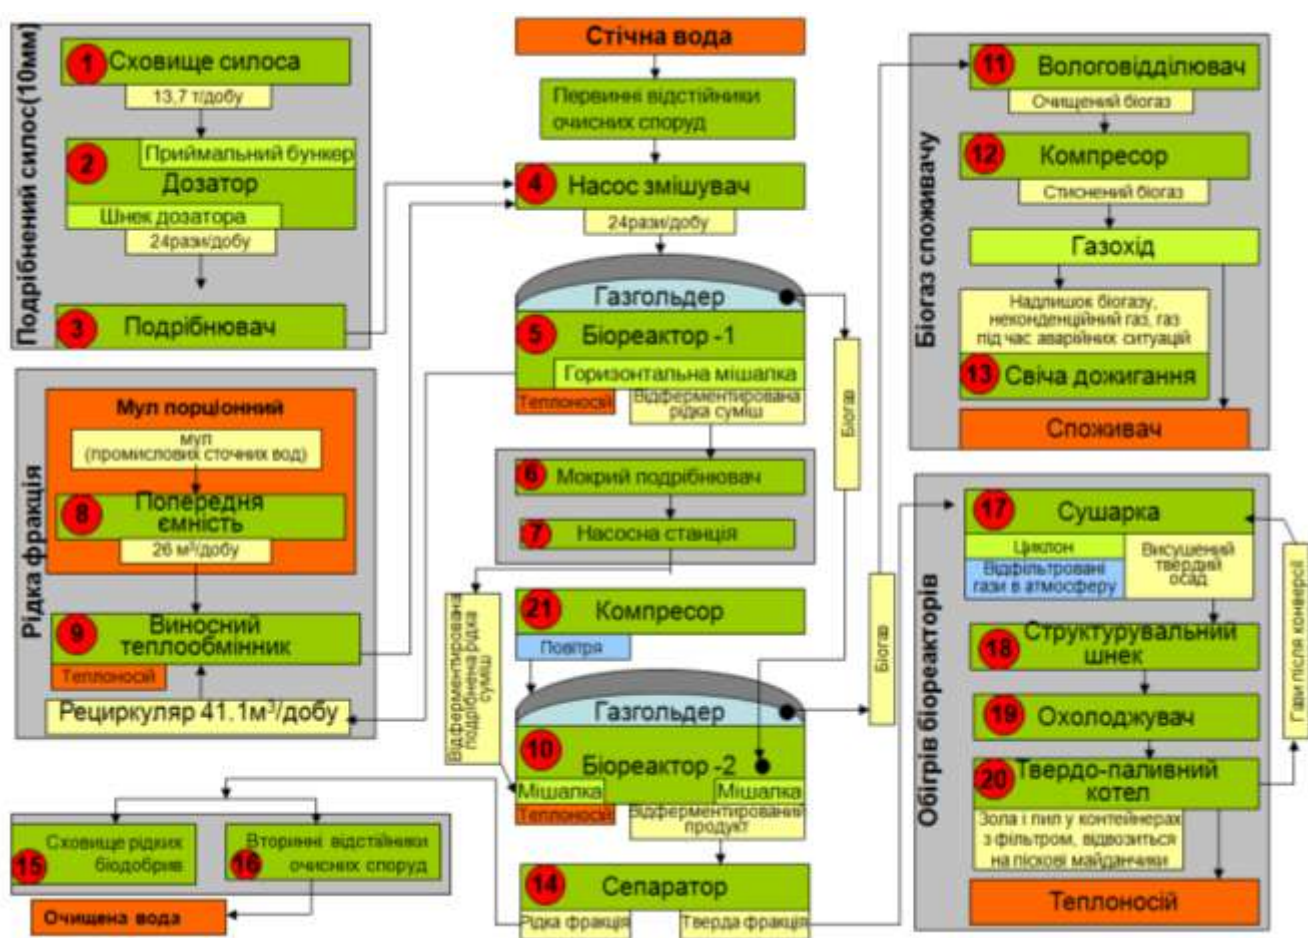 Подрібнений силос(10мм)
1
Сховище силоса
13,7 т/добу
2
Приймальний бункер
Дозатор
Шнек дозатора
24рази/добу
3
Подрібнювач
Рідка фракція
Мул порціонний
мул
(промислових сточних вод)
8
Попередня
ємність
26 м³/добу
9
Виносний
теплообмінник
Теплоносій
Рециркуляр 41.1м³/добу
Стічна вода
Первинні відстійники
очисних споруд
4
Насос змішувач
24рази/добу
Газгольдер
5
Біореактор -1
Горизонтальна мішалка
Теплоносій
Відферментирована
рідка суміш
Біогаз
6
Мокрий подрібнювач
7
Насосна станція
Відферментирована
подрібнена рідка
суміш
21
Компресор
Повітря
Газгольдер
10
Біореактор -2
Мішалка
Мішалка
Теплоносій
Відферментирований
продукт
Біогаз
14
Сепаратор
Рідка фракція
Тверда фракція
15
Сховище рідких
біодобрив
16
Вторинні відстійники
очисних споруд
Очищена вода
Біогаз споживачу
11
Вологовідділювач
Очищений біогаз
12
Компресор
Стиснений біогаз
Газохід
Надлишок біогазу,
неконденційний газ, газ
під час аварійних ситуацій
13
Свіча дожигання
Споживач
Обігрів біореакторів
17
Сушарка
Циклон
Відфільтровані
гази в атмосферу
Висушений
твердий
осад
18
Структурувальний
шнек
19
Охолоджувач
20
Твердо-паливний
котел
Зола і пил у контейнерах
з фільтром, відвозиться
на піскові майданчики
Теплоносій
Гази після конверсії